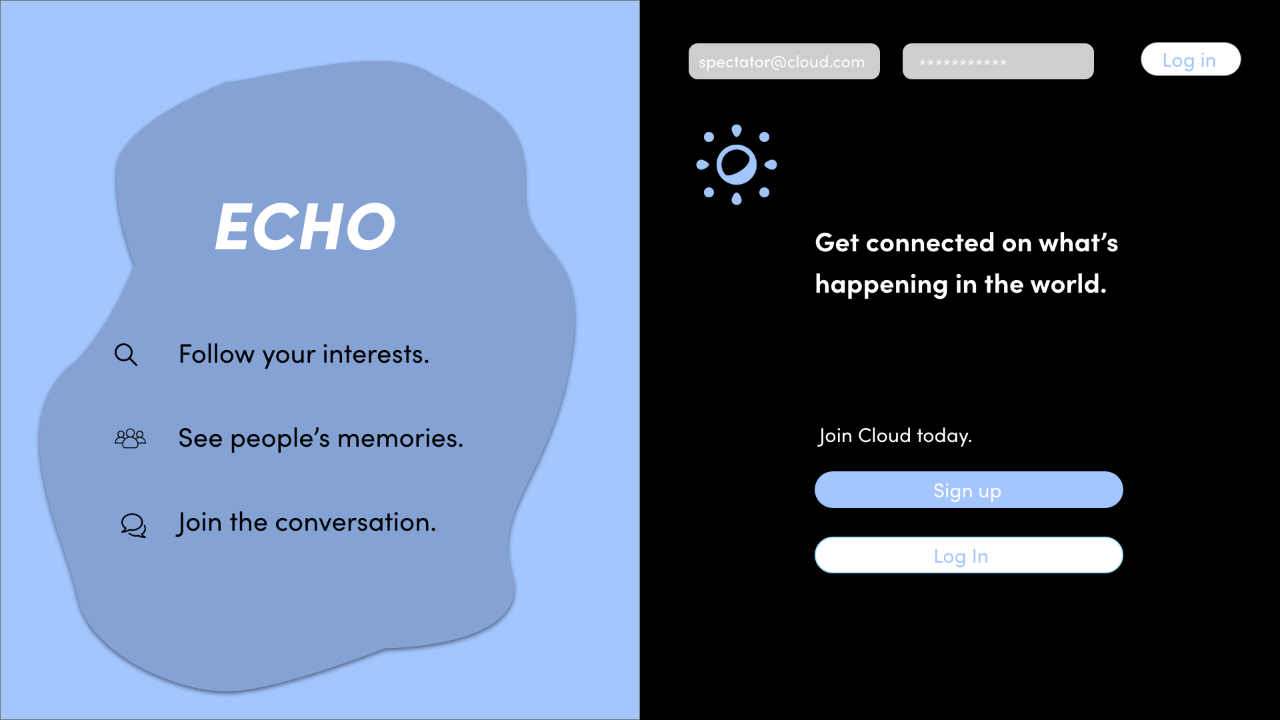 ECHO
Follow your interests.
See people’s memories.
Join the conversation.
spectator@cloud.com
***********
Log in
Get connected on what’s
happening in the world.
Join Cloud today.
Sign up
Log In